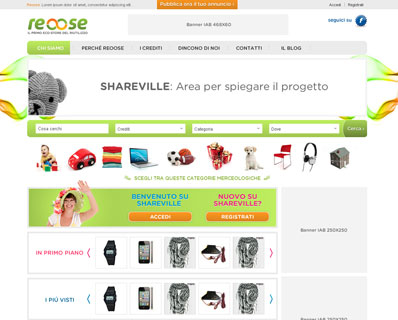 Reoose: Lorem ipsum dolor sit amet, consectetur adipiscing elit.
Pubblica ora il tuo annuncio ›
Accedi | Registrati
reoose
IL PRIMO ECO-STORE DEL RIUTILIZZO
Banner IAB 468X60
seguici su
CHI SIAMO
PERCHÉ REOOSE
I CREDITI
DINCONO DI NOI
CONTATTI
IL BLOG
SHAREVILLE: Area per spiegare il progetto
Cosa cerchi
Crediti
Categoria
Dove
Cerca ›
SCEGLI TRA QUESTE CATEGORIE MERCEOLOGICHE
BENVENUTO SU SHAREVILLE
ACCEDI
NUOVO SU SHAREVILLE?
REGISTRATI
Banner IAB 250X250
IN PRIMO PIANO
I PIÙ VISTI
Banner IAB 250X250